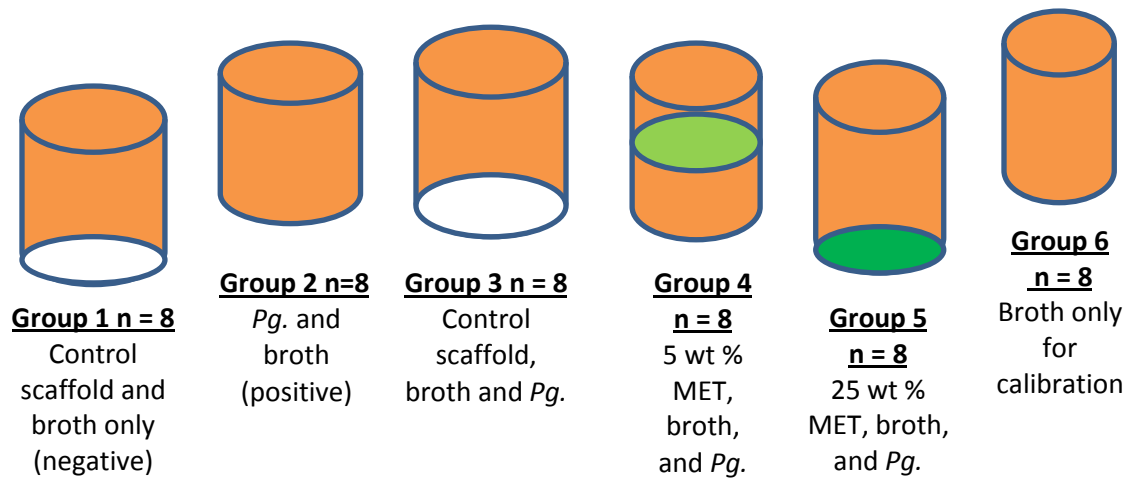 Group 1 n = 8
Control
scaffold and
broth only
(negative)
Group 2 n=8
Pg. and
broth
(positive)
Group 3 n = 8
Control
scaffold,
broth and Pg.
Group 4
n = 8
5 wt %
MET,
broth,
and Pg.
Group 5
n = 8
25 wt %
MET, broth,
and Pg.
Group 6
n = 8
Broth only
for
calibration